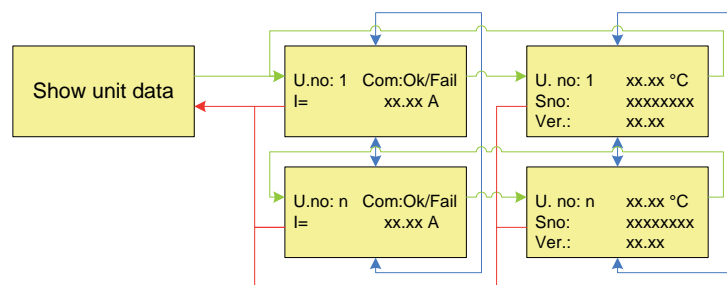 Show unit data
U.no: 1 Com:Ok/Fail
I= xx.xx A
U. no: 1 xx.xx °C
Sno: xxxxxxxx
Ver.: xx.xx
U.no: n Com:Ok/Fail
I= xx.xx A
U. no: n xx.xx °C
Sno: xxxxxxxx
Ver.: xx.xx